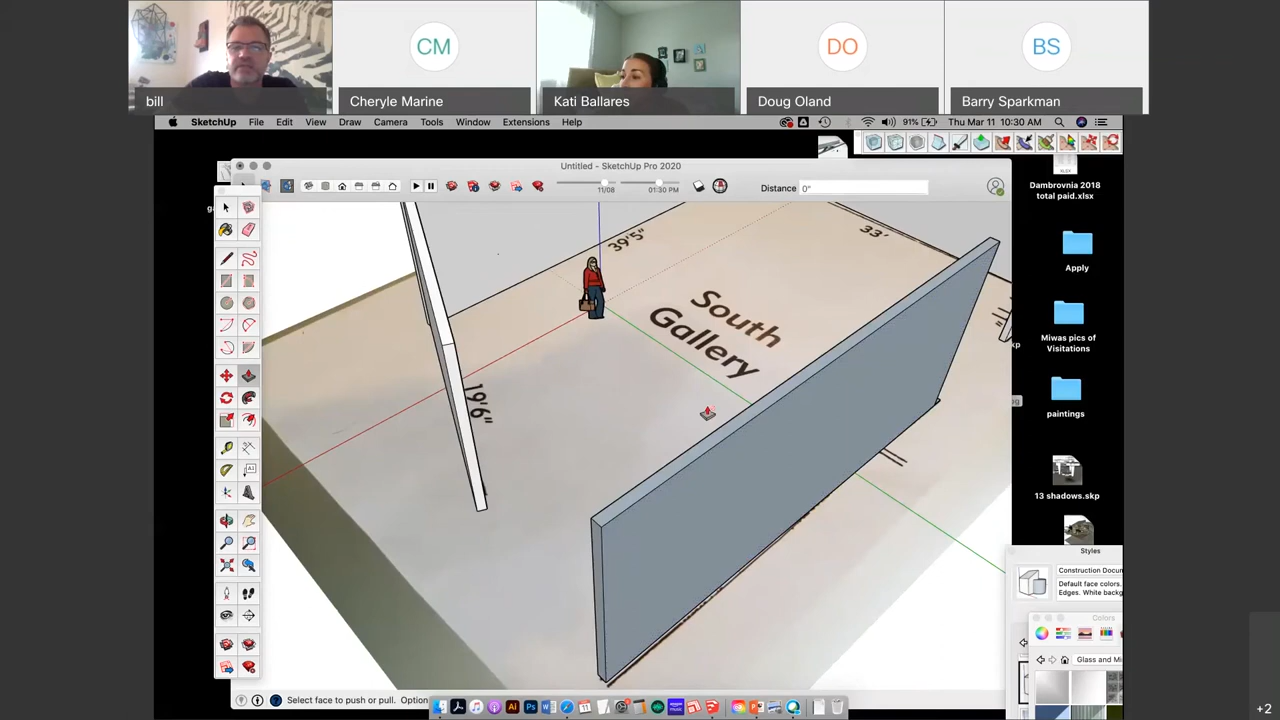 CM
DO
BS
bill
Cheryle Marine
Kati Ballares
Doug Oland
Barry Sparkman
SketchUp File Edit View Draw Camera Tools Window Extensions Help
91%
Thu Mar 11 10:30 AM
Untitled - SketchUp Pro 2020
11/08
01:30 PM
Distance
0"
Dambrovnia 2018
total paid.xlsx
Apply
Miwas pics of
Visitations
paintings
13 shadows.skp
39'5"
33'
South
Gallery
19'6"
Styles
Construction Docum
Default face colors.
Edges. White backg
Colors
Glass and Mi
Select face to push or pull. Option
+2